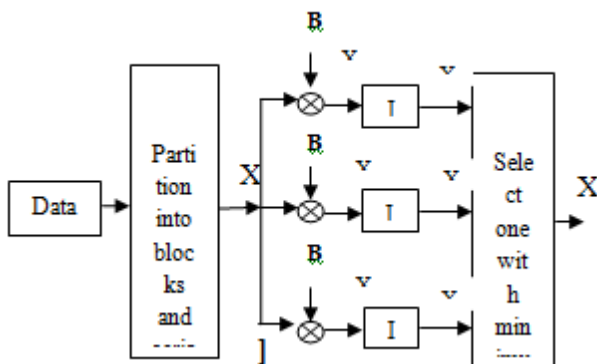 B
v
v
I
Data
Parti
tion
into
bloc
ks
and
X
B
v
v
I
Sele
ct
one
wit
h
min
X
B
v
v
I
]